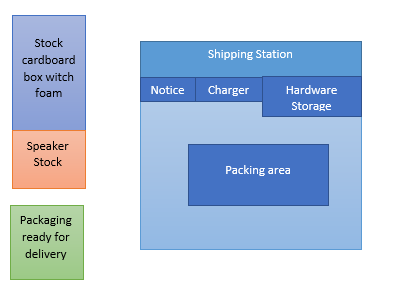 Stock
cardboard
box witch
foam
Speaker
Stock
Packaging
ready for
delivery
Shipping Station
Notice
Charger
Hardware
Storage
Packing area